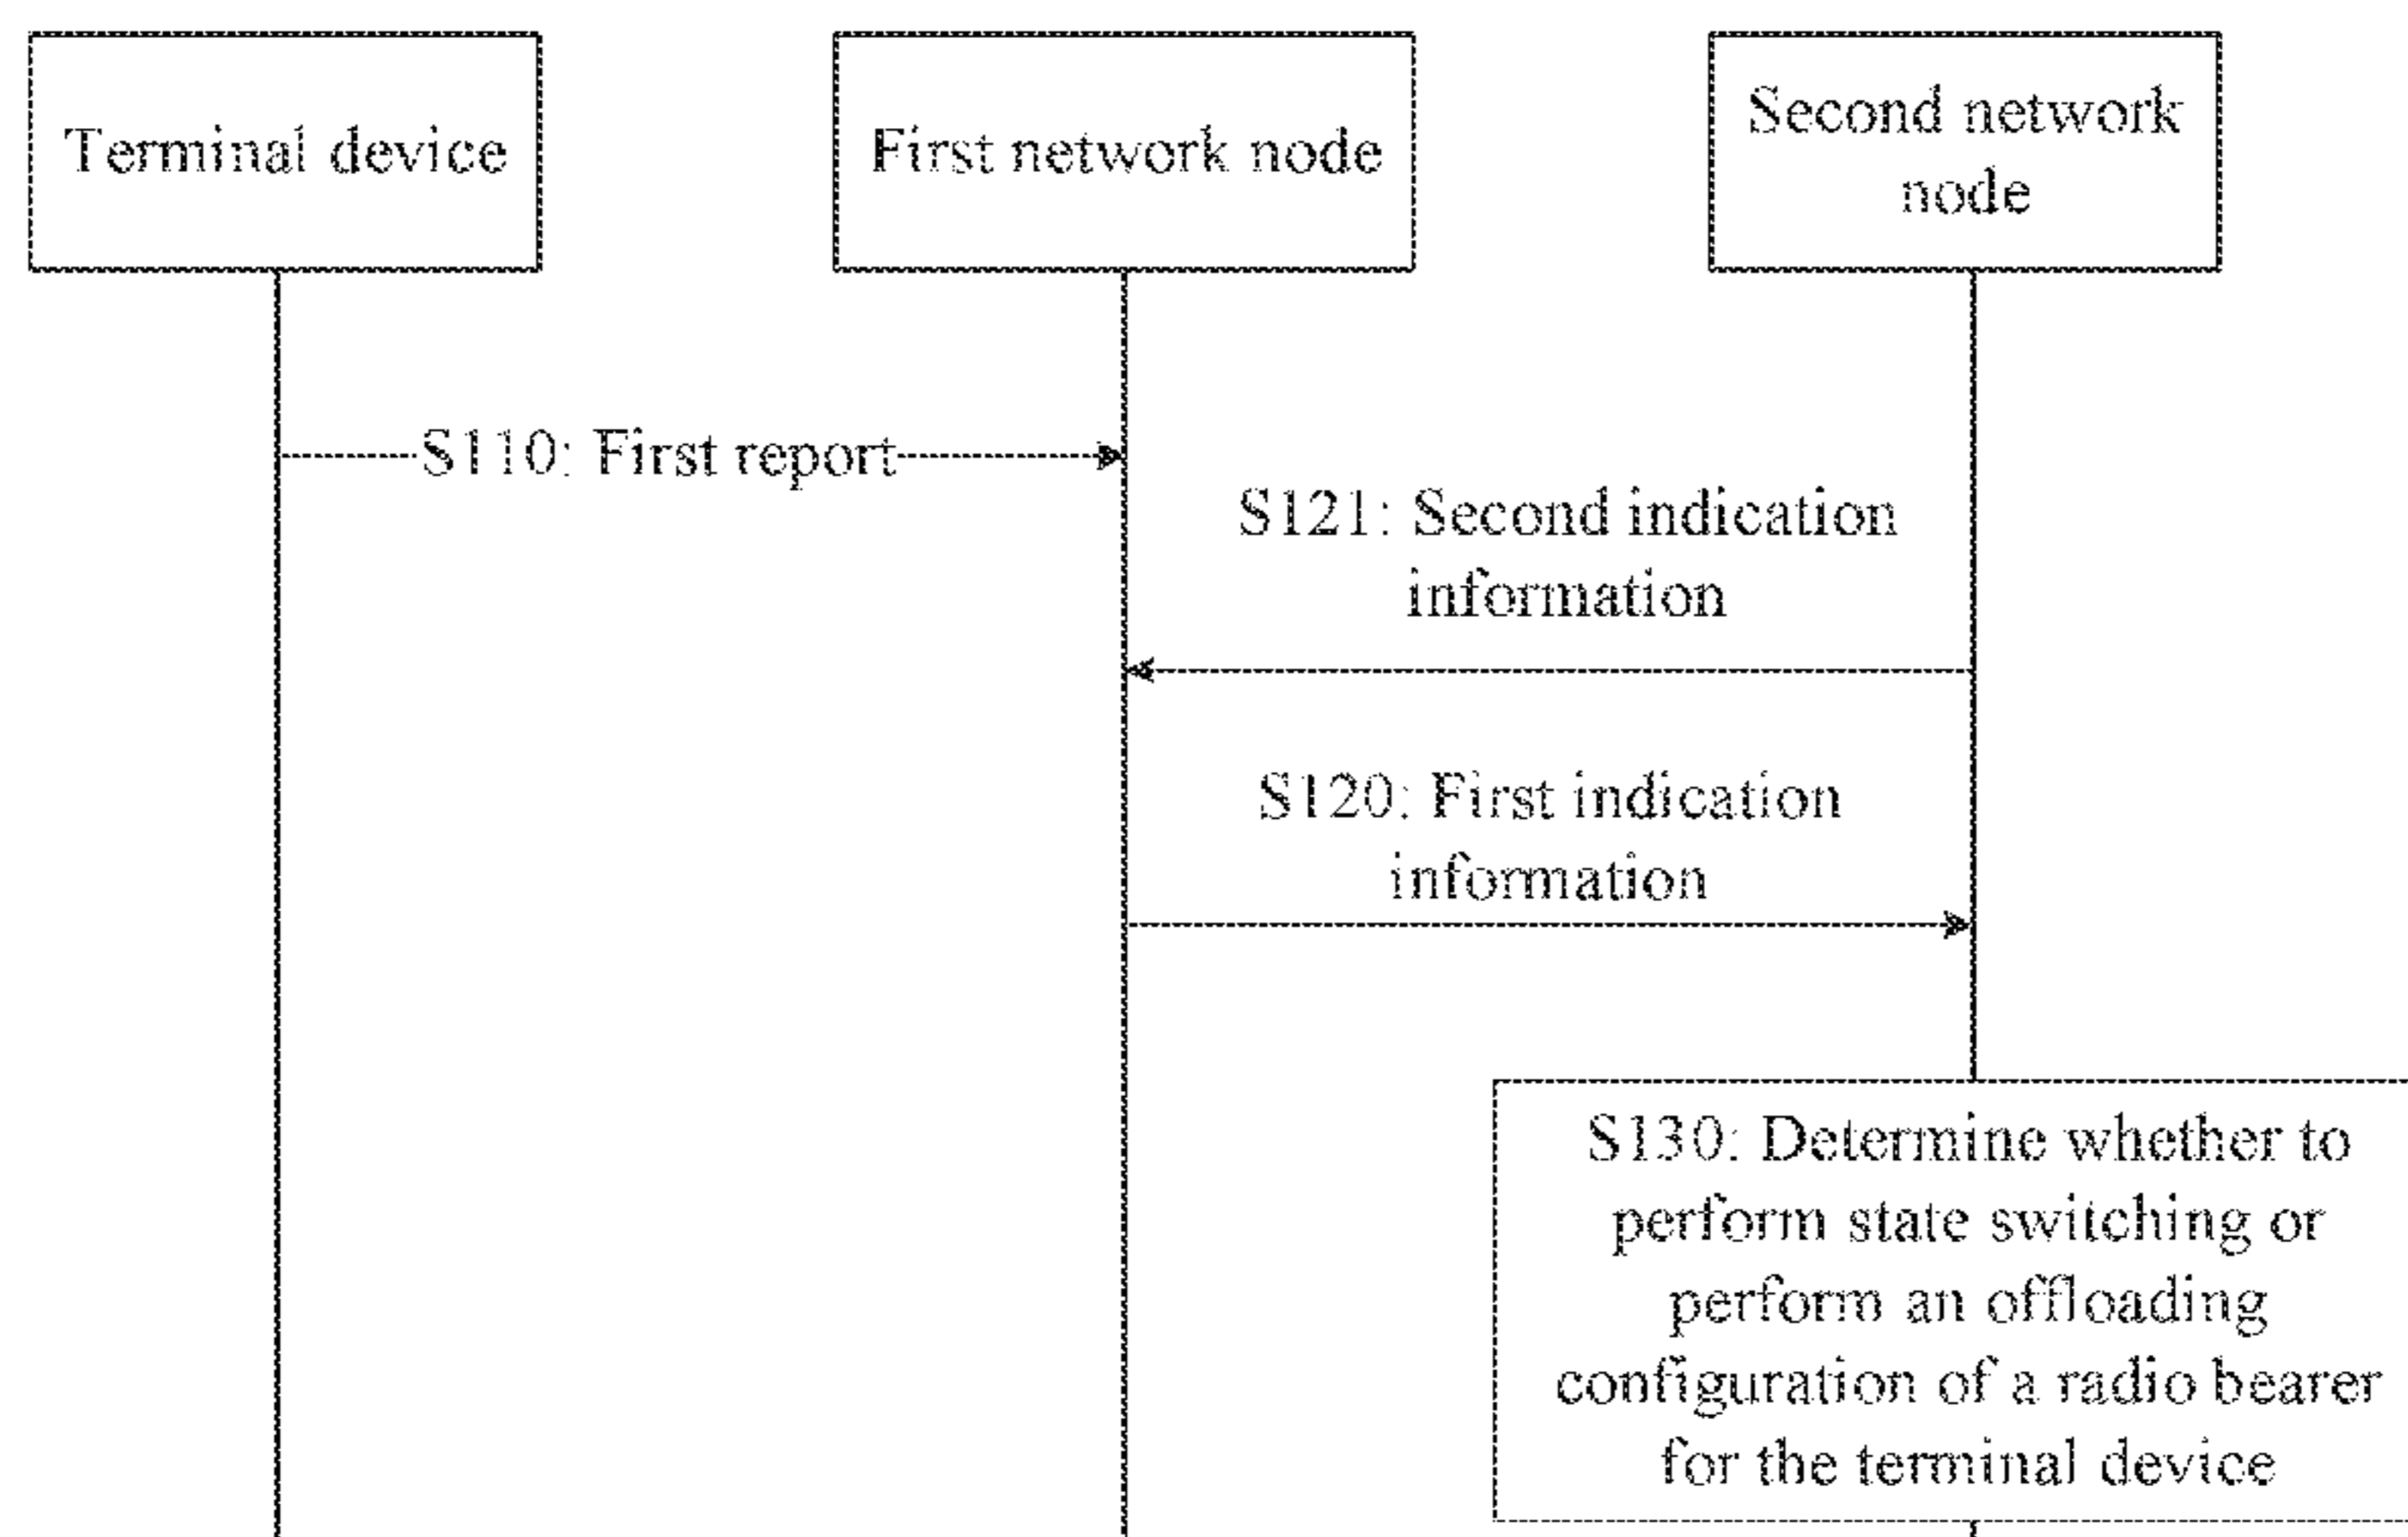 Terminal device
First network node
Second network
node
S110: First report
S121: Second indication
information
S120: First indication
information
S130: Determine whether to
perform state switching or
perform an offloading
configuration of a radio bearer
for the terminal device